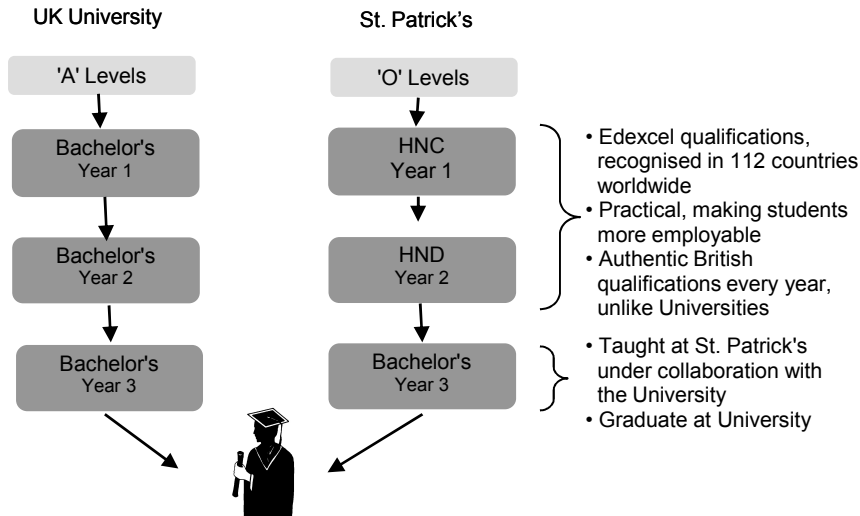 UK University
'A' Levels
Bachelor's
Year 1
Bachelor's
Year 2
Bachelor's
Year 3
St. Patrick's
'O' Levels
HNC
Year 1
HND
Year 2
Bachelor's
Year 3
• Edexcel qualifications,
recognised in 112 countries
worldwide
• Practical, making students
more employable
• Authentic British
qualifications every year,
unlike Universities
• Taught at St. Patrick's
under collaboration with
the University
• Graduate at University